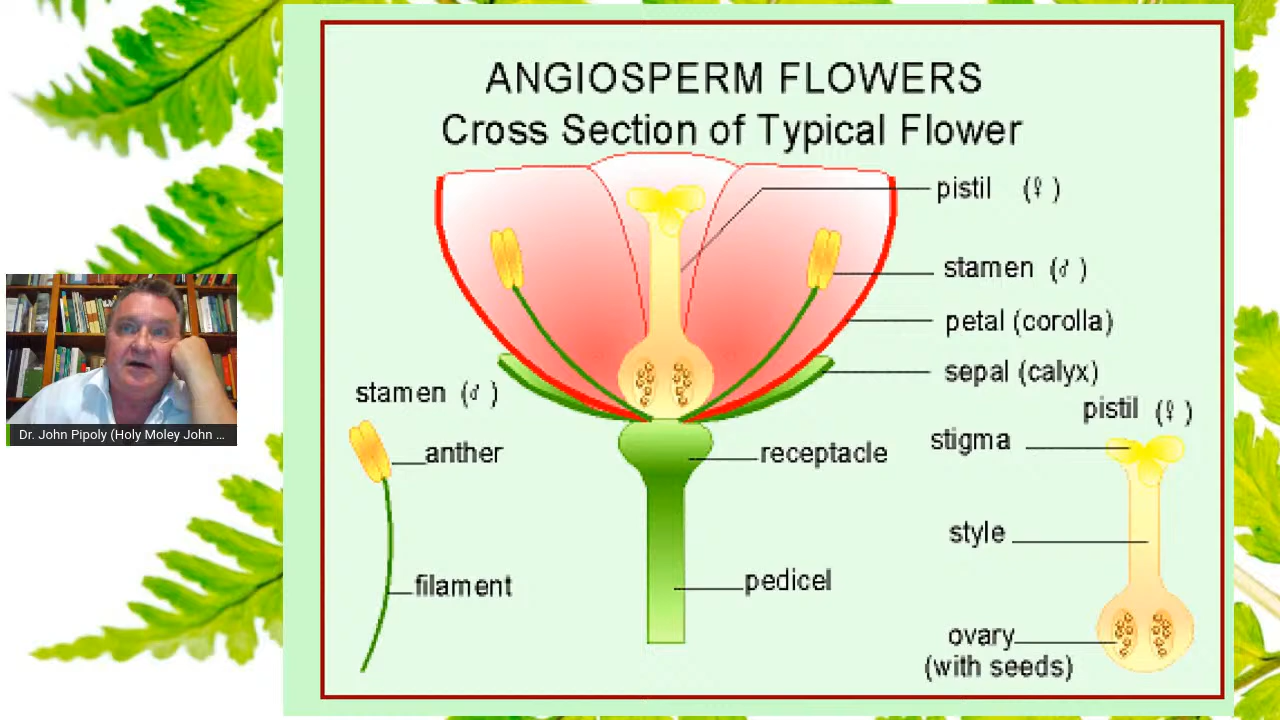 ANGIOSPERM FLOWERS
Cross Section of Typical Flower
pistil (♀)
stamen (♂)
petal (corolla)
sepal (calyx)
stamen (♂)
anther
filament
receptacle
pedicel
pistil (♀)
stigma
style
ovary
(with seeds)
Dr. John Pipoly (Holy Moley John ...